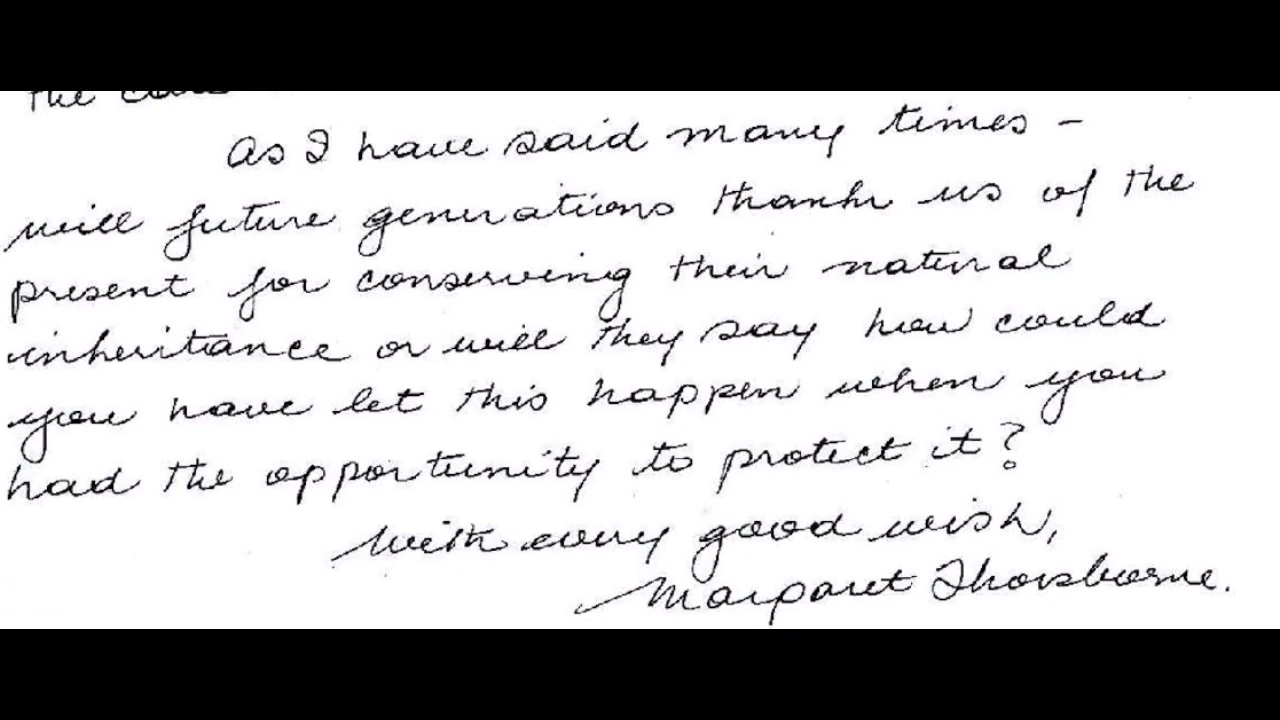 the
As I have said many times –
will future generations thank us of the
present for conserving their natural
inheritance or will they say how could
you have let this happen when you
had the opportunity to protect it?
With every good wish,
Margaret Thorsborne.